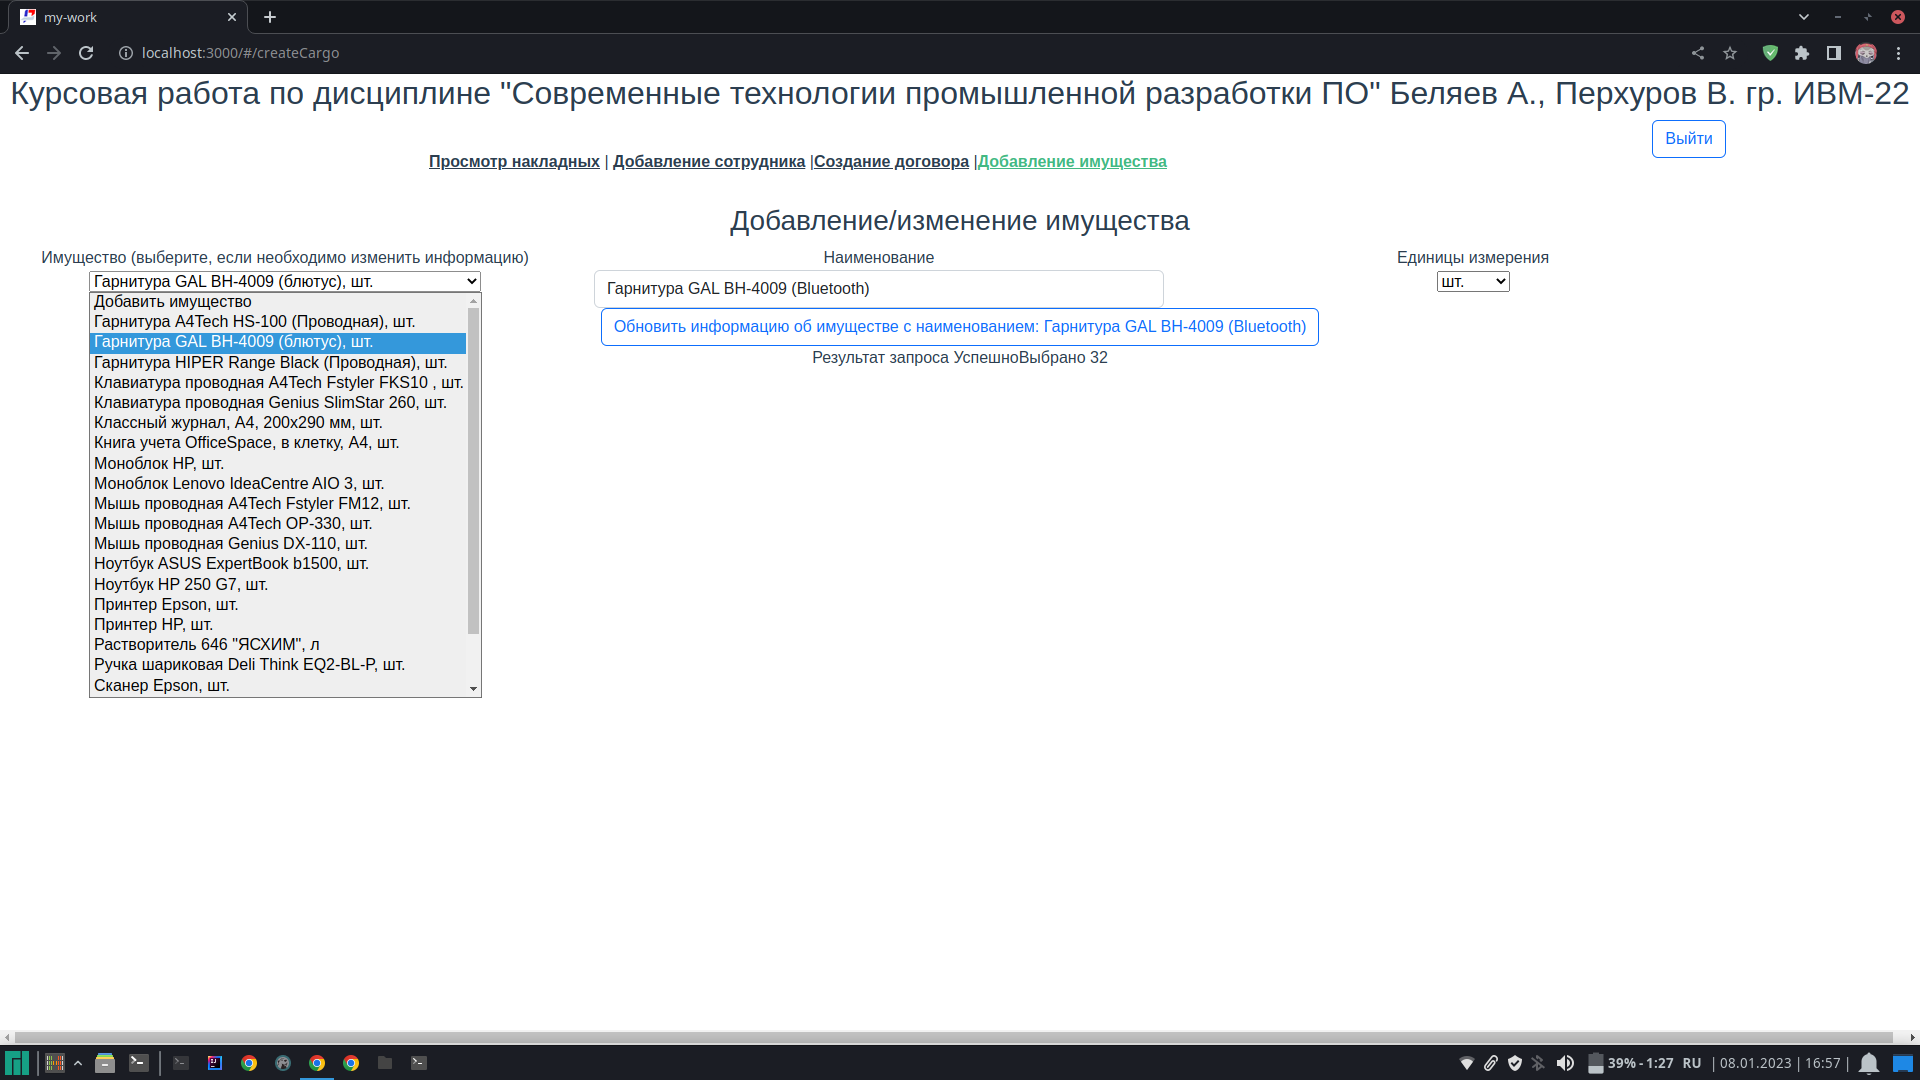 my-work
localhost:3000/#/createCargo
Курсовая работа по дисциплине "Современные технологии промышленной разработки ПО" Беляев А., Перхуров В. гр. ИВМ-22
Выйти
Просмотр накладных | Добавление сотрудника |Создание договора |Добавление имущества
Добавление/изменение имущества
Имущество (выберите, если необходимо изменить информацию)
Наименование
Единицы измерения
Гарнитура GAL BH-4009 (блютус), шт.
Гарнитура GAL BH-4009 (Bluetooth)
шт.
Обновить информацию об имуществе с наименованием: Гарнитура GAL BH-4009 (Bluetooth)
Результат запроса УспешноВыбрано 32
Добавить имущество
Гарнитура A4Tech HS-100 (Проводная), шт.
Гарнитура GAL BH-4009 (блютус), шт.
Гарнитура HIPER Range Black (Проводная), шт.
Клавиатура проводная A4Tech Fstyler FKS10 , шт.
Клавиатура проводная Genius SlimStar 260, шт.
Классный журнал, А4, 200х290 мм, шт.
Книга учета OfficeSpace, в клетку, А4, шт.
Моноблок HP, шт.
Моноблок Lenovo IdeaCentre AIO 3, шт.
Мышь проводная A4Tech Fstyler FM12, шт.
Мышь проводная A4Tech OP-330, шт.
Мышь проводная Genius DX-110, шт.
Ноутбук ASUS ExpertBook b1500, шт.
Ноутбук HP 250 G7, шт.
Принтер Epson, шт.
Принтер HP, шт.
Растворитель 646 "ЯСХИМ", л
Ручка шариковая Deli Think EQ2-BL-P, шт.
Сканер Epson, шт.
39% - 1:27 RU | 08.01.2023 | 16:57 |